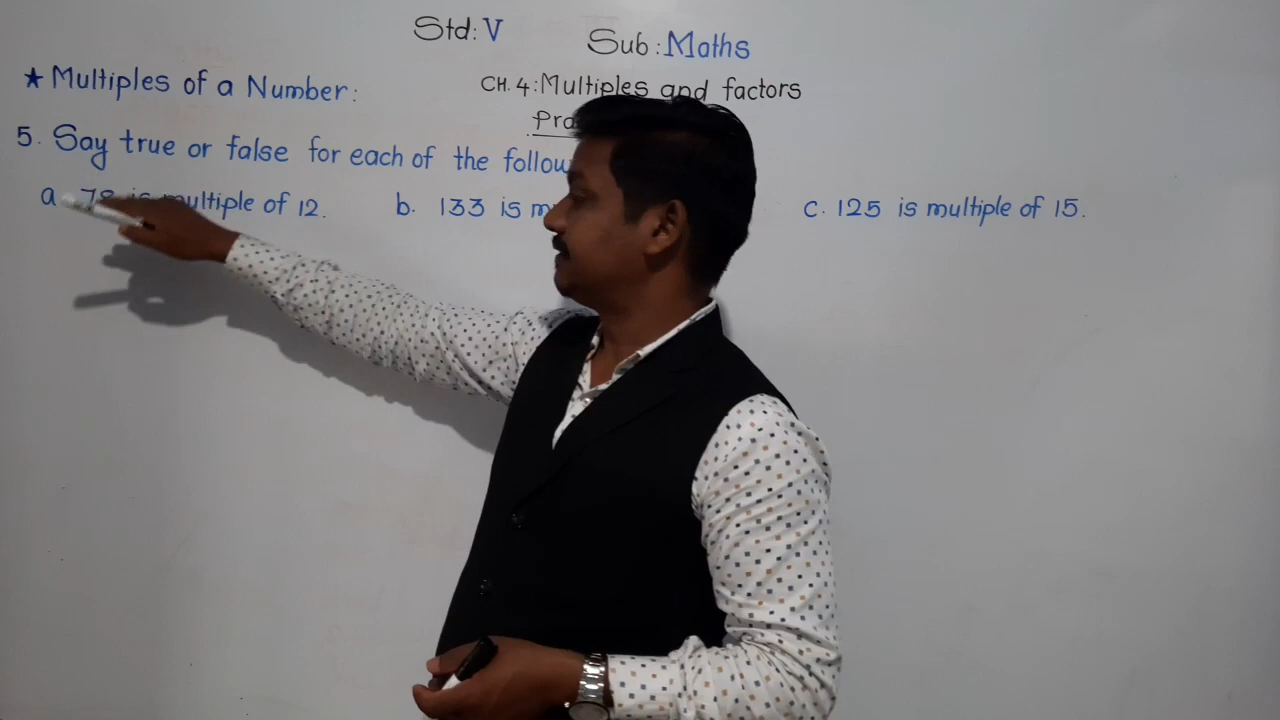 Std: V
Sub: Maths
★ Multiples of a Number:
CH. 4: Multiples and factors
5. Say true or false for each of the
a 78 is multiple of 12.
b. 133 is
c. 125 is multiple of 15.